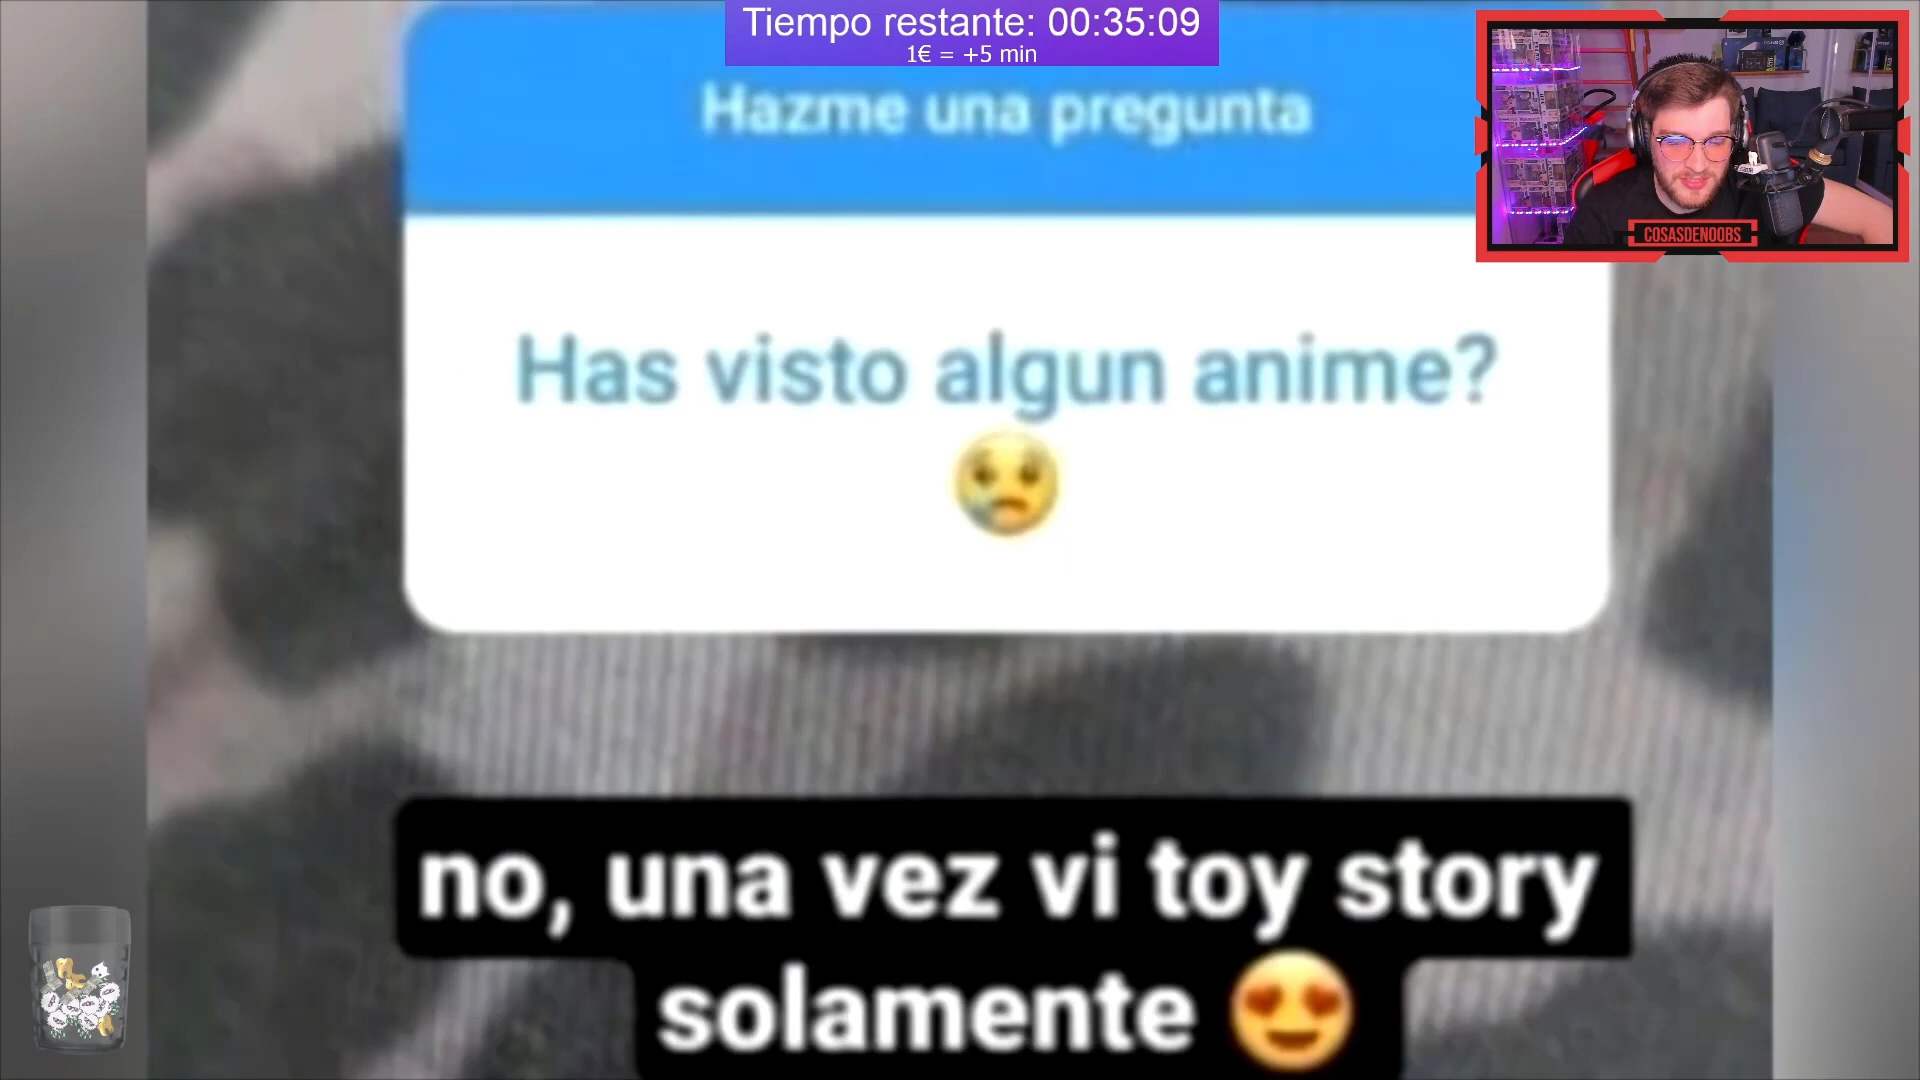 Tiempo restante: 00:35:09
1€ = +5 min
Hazme una pregunta
COSASDENOOBS
Has visto algun anime?
😢
no, una vez vi toy story
solamente 😍